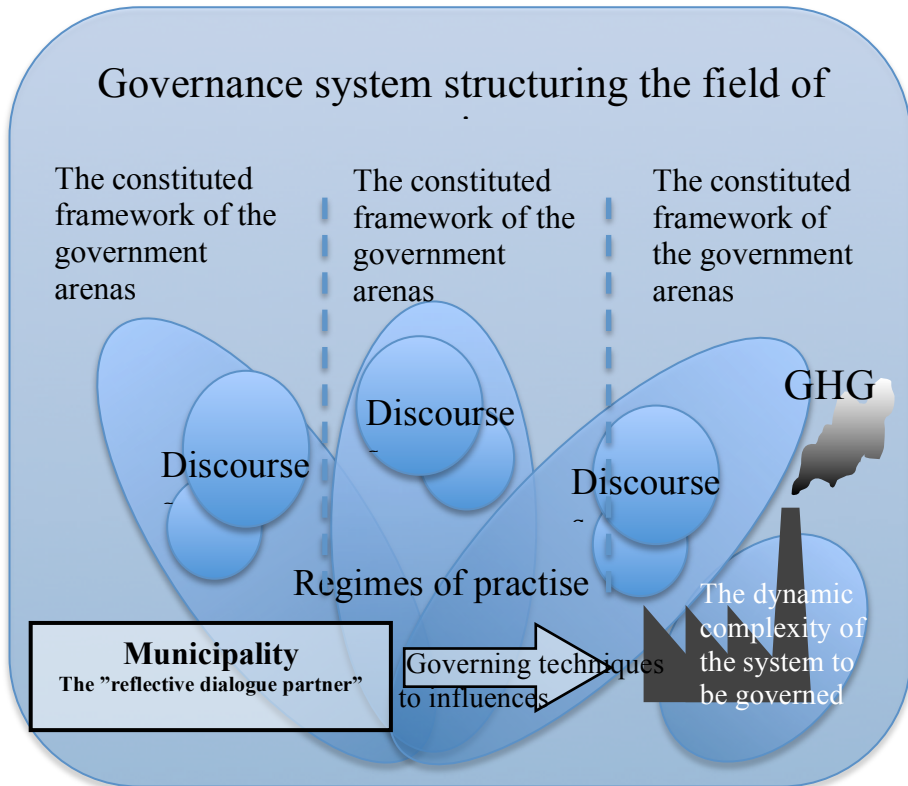 Governance system structuring the field of
The constituted
framework of the
government
arenas
The constituted
framework of the
government
arenas
The constituted
framework of
the government
arenas
GHG
Discourse
Discourse
Discourse
Regimes of practise
The dynamic
complexity of
the system to
be governed
Municipality
The ”reflective dialogue partner”
Governing techniques
to influences